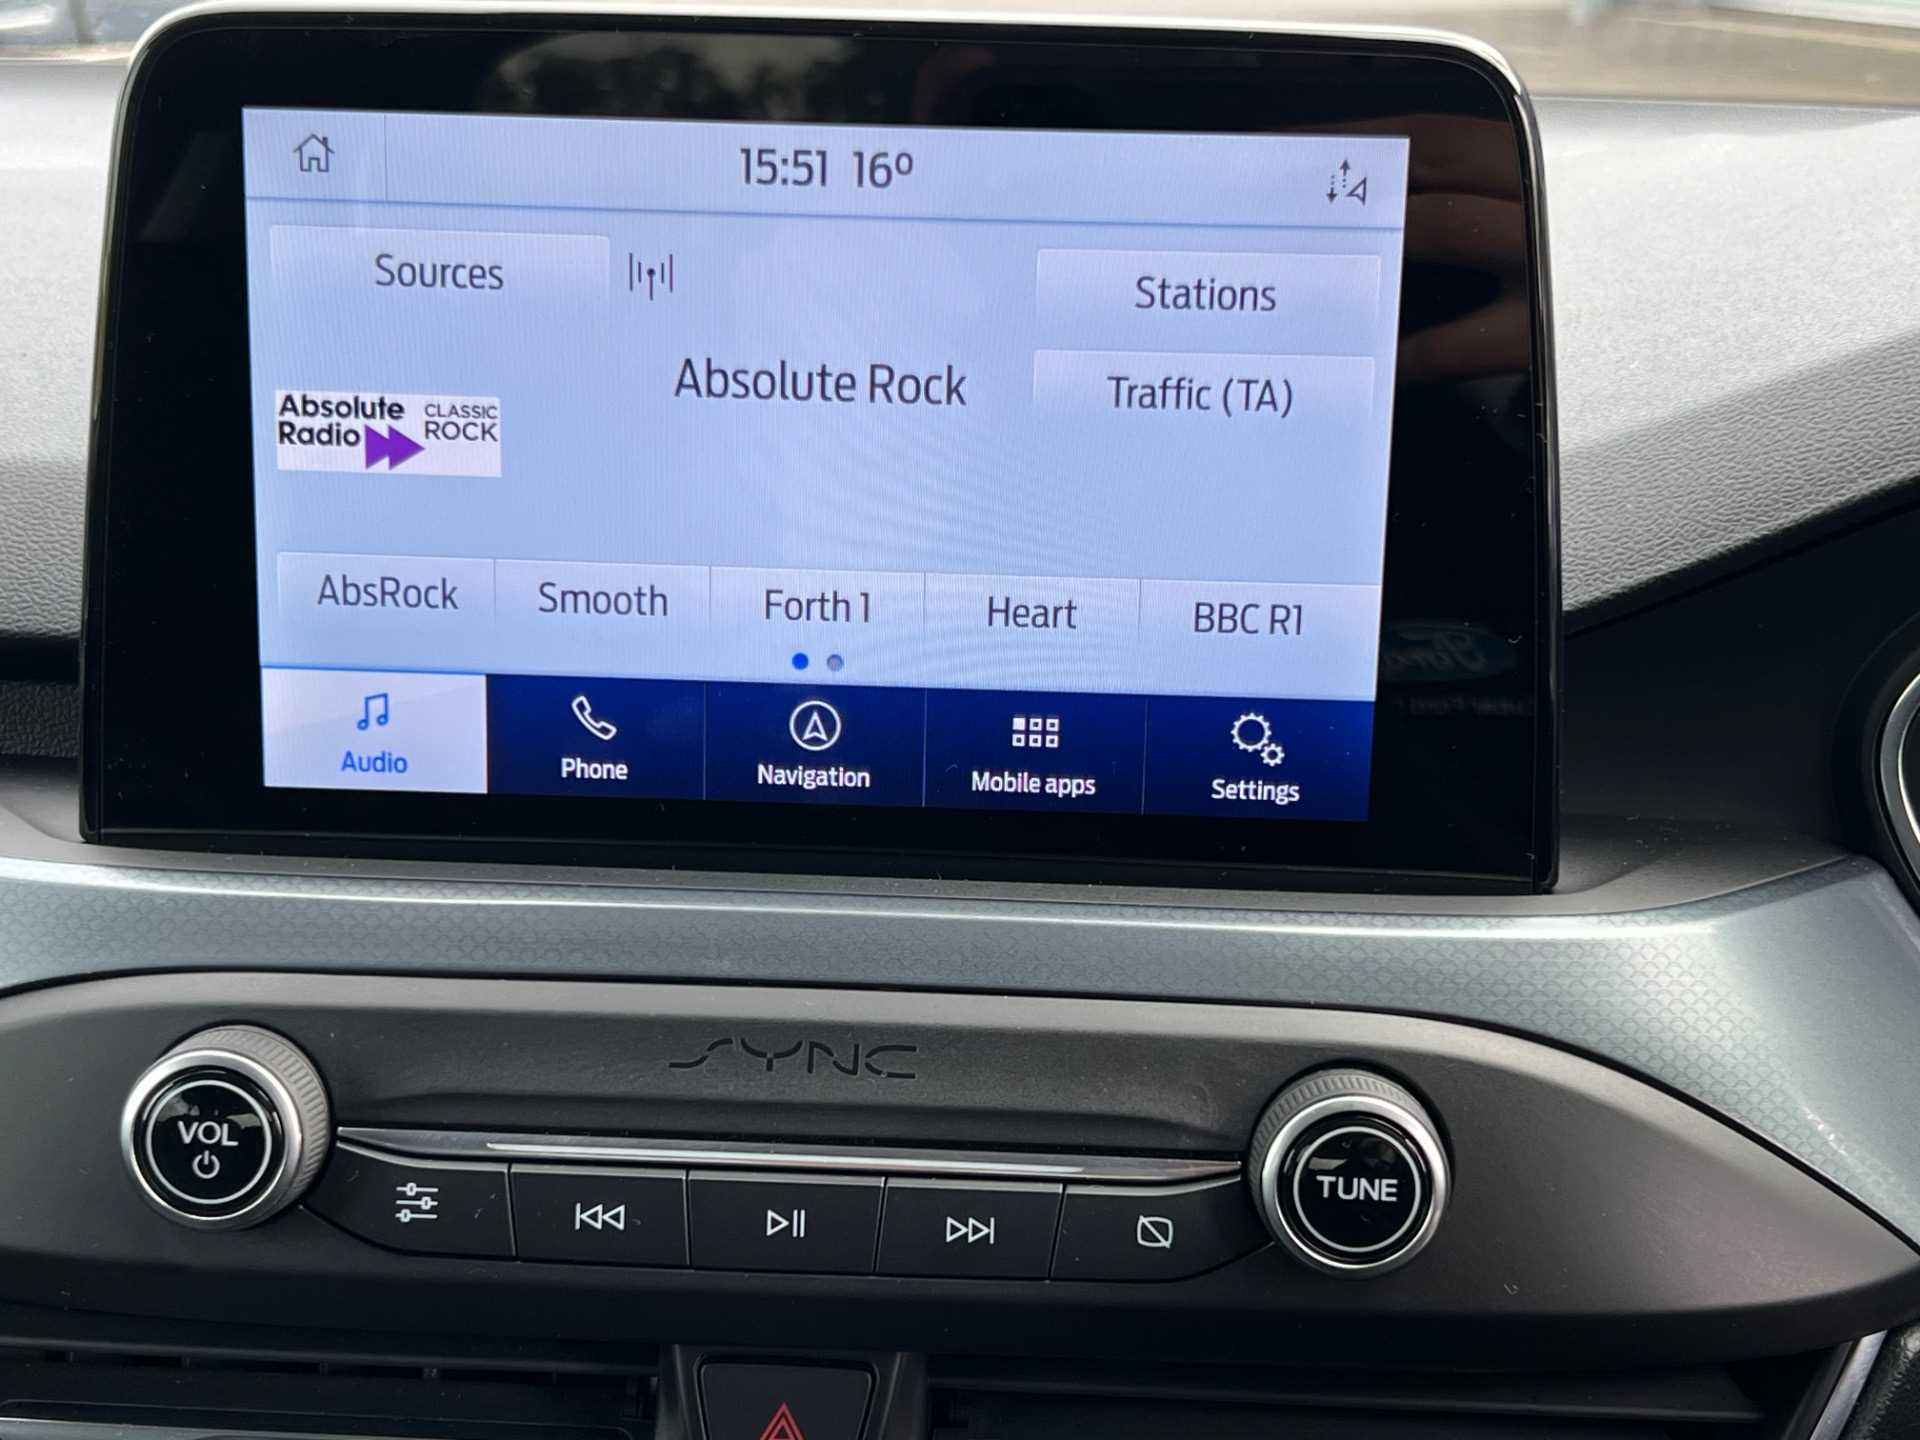 15:51 16º
Sources
Stations
Absolute Rock
Traffic (TA)
Absolute
Radio
CLASSIC
ROCK
AbsRock
Smooth
Forth 1
Heart
BBC R1
Audio
Phone
Navigation
Mobile apps
Settings
SYNC
VOL
TUNE